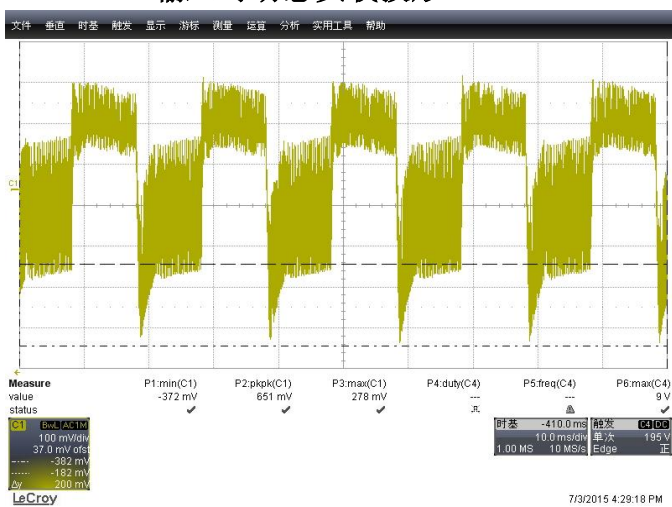 文件 垂直 时基 触发 显示 游标 测量 运算 分析 实用工具 帮助
C1
Measure P1:min(C1) P2:pkpk(C1) P3:max(C1) P4:duty(C4) P5:freq(C4) P6:max(C4)
value -372 mV 651 mV 278 mV --- --- 9 V
status
C1 BwL AC1M
100 mV/div
37.0 mV ofst
-382 mV
-182 mV
Δy 200 mV
时基 -410.0 ms
10.0 ms/div
1.00 MS 10 MS/s
触发 C4 DC
单次 195 V
Edge 正
LeCroy
7/3/2015 4:29:18 PM